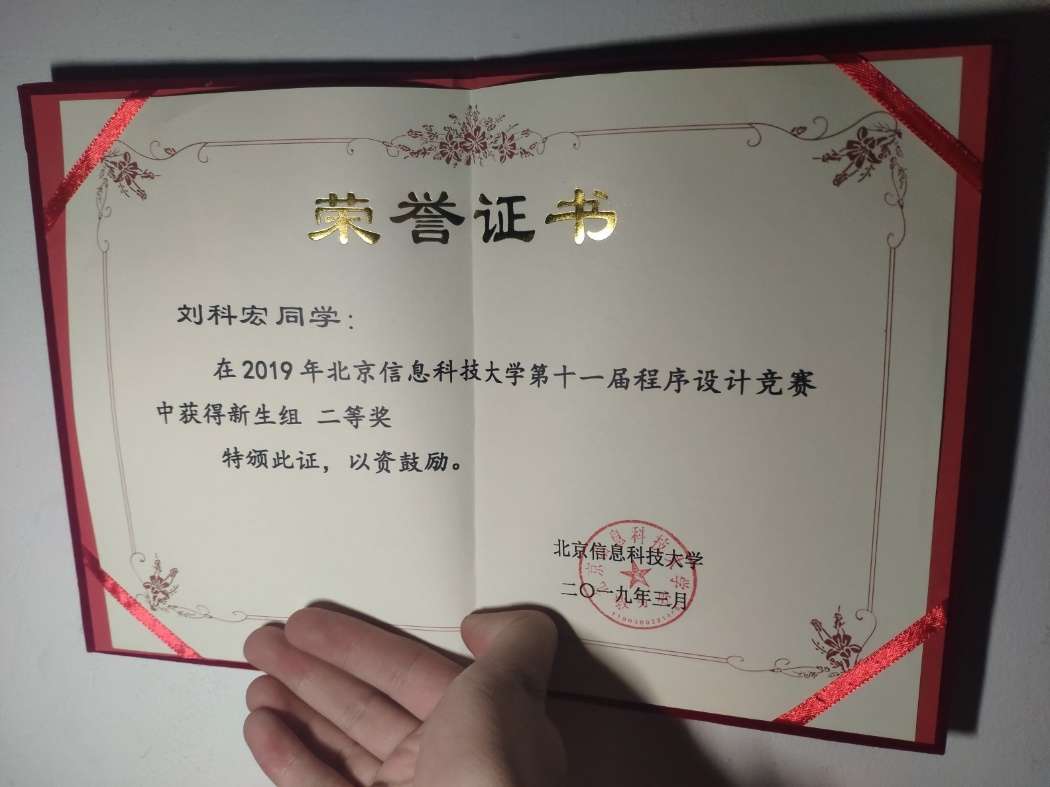 荣誉证书
刘科宏同学：
在2019年北京信息科技大学第十一届程序设计竞赛
中获得新生组 二等奖
特颁此证，以资鼓励。
北京信息科技大学
二〇一九年三月